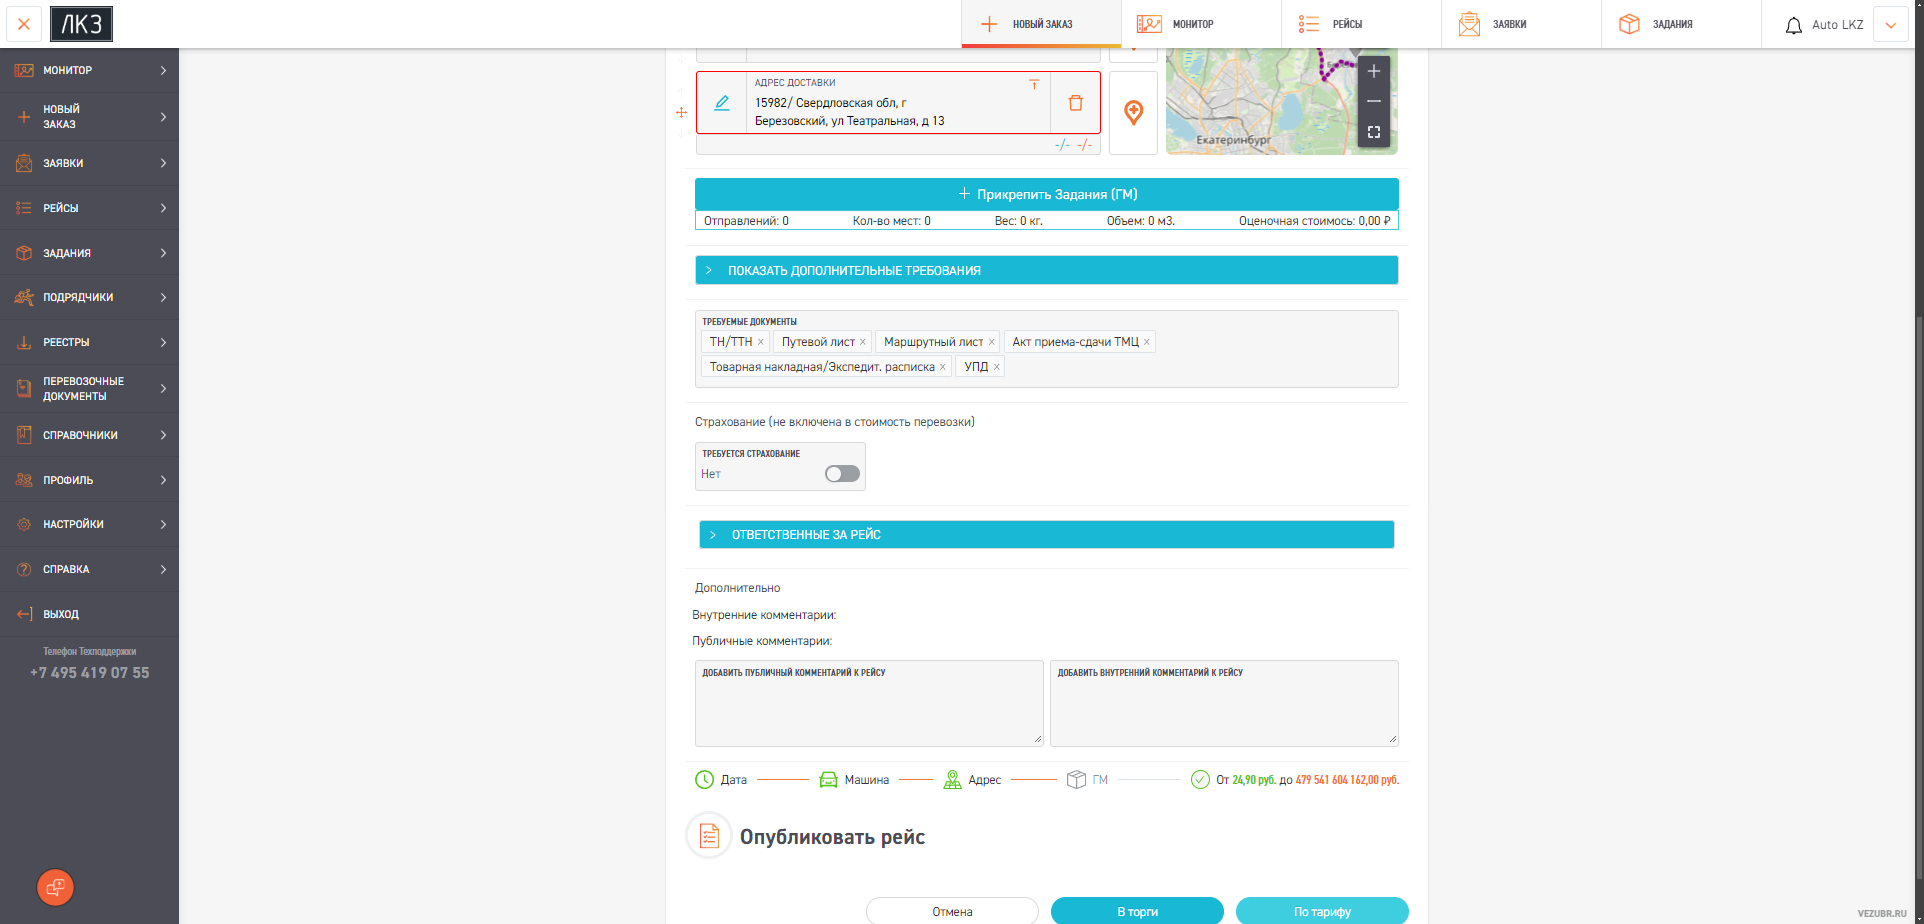 ЛКЗ
НОВЫЙ ЗАКАЗ
МОНИТОР
РЕЙСЫ
ЗАЯВКИ
ЗАДАНИЯ
Auto LKZ
МОНИТОР
НОВЫЙ
ЗАКАЗ
ЗАЯВКИ
РЕЙСЫ
ЗАДАНИЯ
ПОДРЯДЧИКИ
РЕЕСТРЫ
ПЕРЕВОЗОЧНЫЕ
ДОКУМЕНТЫ
СПРАВОЧНИКИ
ПРОФИЛЬ
НАСТРОЙКИ
СПРАВКА
ВЫХОД
Телефон Техподдержки
+7 495 419 07 55
АДРЕС ДОСТАВКИ
15982/ Свердловская обл, г
Березовский, ул Театральная, д 13
-/- -/-
Екатеринбург
Прикрепить Задания (ГМ)
Отправлений: 0 Кол-во мест: 0 Вес: 0 кг. Объем: 0 м3. Оценочная стоимось: 0,00 ₽
ПОКАЗАТЬ ДОПОЛНИТЕЛЬНЫЕ ТРЕБОВАНИЯ
ТРЕБУЕМЫЕ ДОКУМЕНТЫ
ТН/ТТН × Путевой лист × Маршрутный лист × Акт приема-сдачи ТМЦ ×
Товарная накладная/Экспедит. расписка × УПД ×
Страхование (не включена в стоимость перевозки)
ТРЕБУЕТСЯ СТРАХОВАНИЕ
Нет
ОТВЕТСТВЕННЫЕ ЗА РЕЙС
Дополнительно
Внутренние комментарии:
Публичные комментарии:
ДОБАВИТЬ ПУБЛИЧНЫЙ КОММЕНТАРИЙ К РЕЙСУ
ДОБАВИТЬ ВНУТРЕННИЙ КОММЕНТАРИЙ К РЕЙСУ
Дата Машина Адрес ГМ От 24,90 руб. до 479 541 604 162,00 руб.
Опубликовать рейс
Отмена В торги По тарифу
VEZUBR.RU